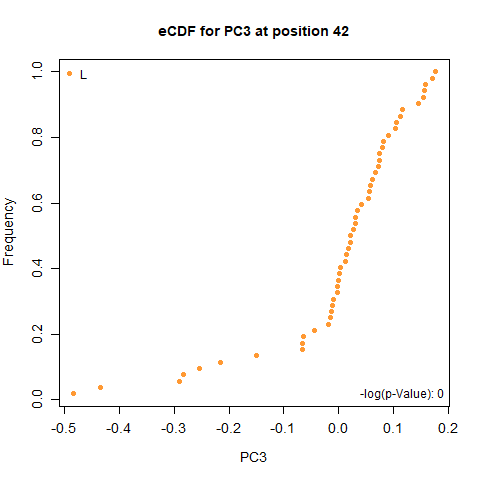 eCDF for PC3 at position 42
L
Frequency
1.0
0.8
0.6
0.4
0.2
0.0
-log(p-Value): 0
-0.5 -0.4 -0.3 -0.2 -0.1 0.0 0.1 0.2
PC3